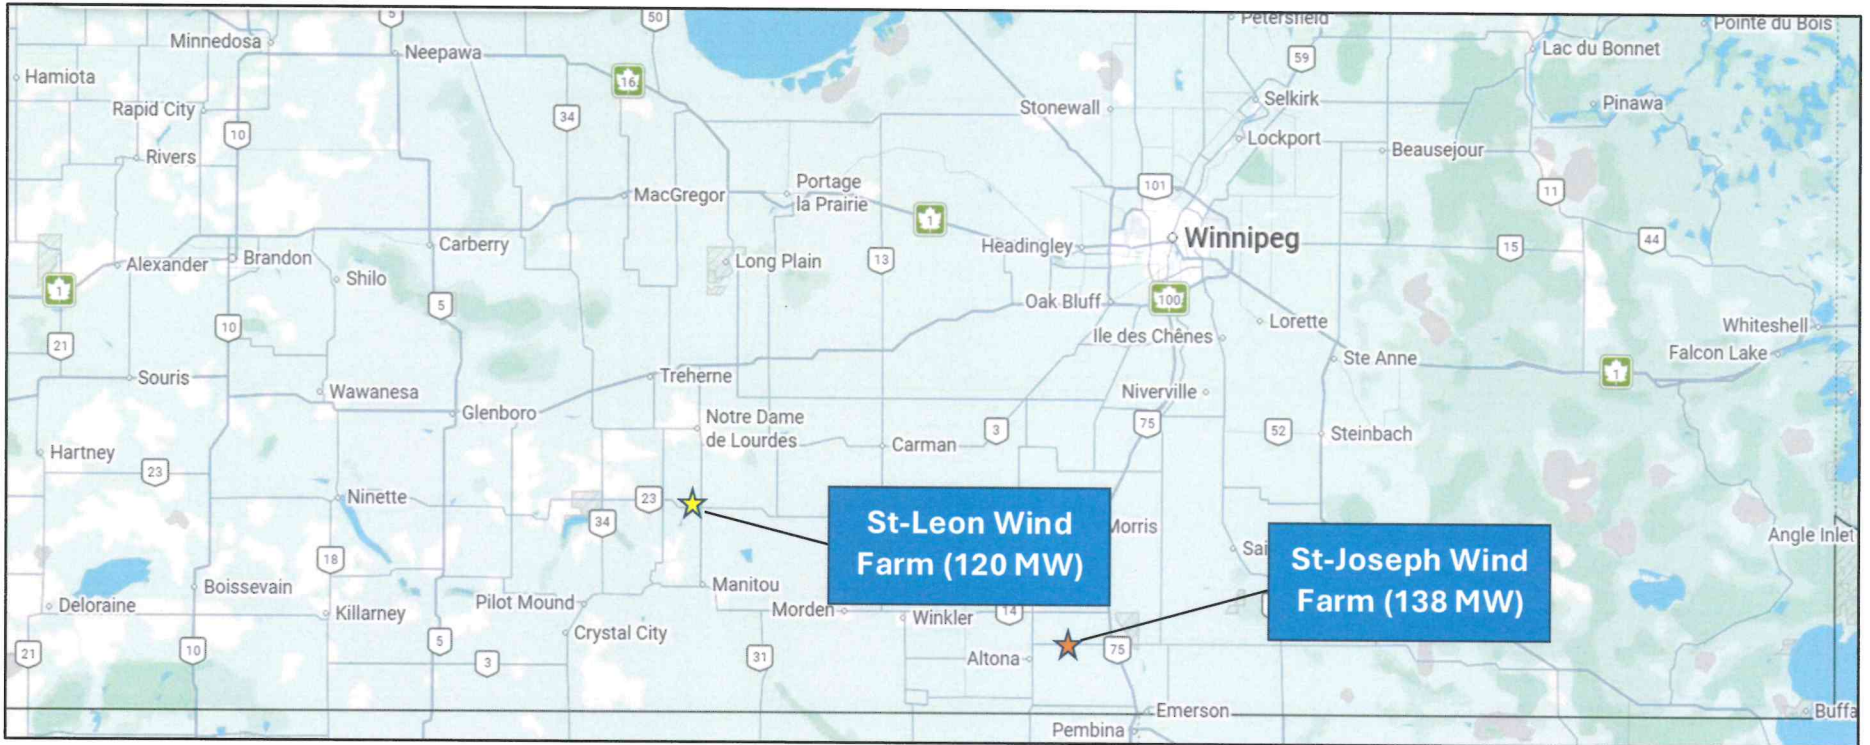 5
50
Petersfield
Pointe du Bois
Minnedosa
Neepawa
59
Lac du Bonnet
Hamiota
16
Selkirk
Pinawa
Rapid City
34
Stonewall
10
Lockport
Rivers
Beausejour
101
11
Portage
la Prairie
MacGregor
1
Winnipeg
44
15
Carberry
Headingley
Brandon
Alexander
Long Plain
13
Shilo
1
5
Oak Bluff
100
10
Lorette
Whiteshell
Ile des Chênes
21
Falcon Lake
Ste Anne
1
Souris
Treherne
Wawanesa
Niverville
Glenboro
Notre Dame
de Lourdes
75
3
52
Steinbach
Carman
Hartney
23
Ninette
23
34
St-Leon Wind
Farm (120 MW)
Morris
Angle Inlet
Sai
St-Joseph Wind
Farm (138 MW)
18
Boissevain
Manitou
Deloraine
Killarney
Pilot Mound
Morden
Winkler
14
Crystal City
5
10
21
3
31
Altona
75
Emerson
Buffa
Pembina